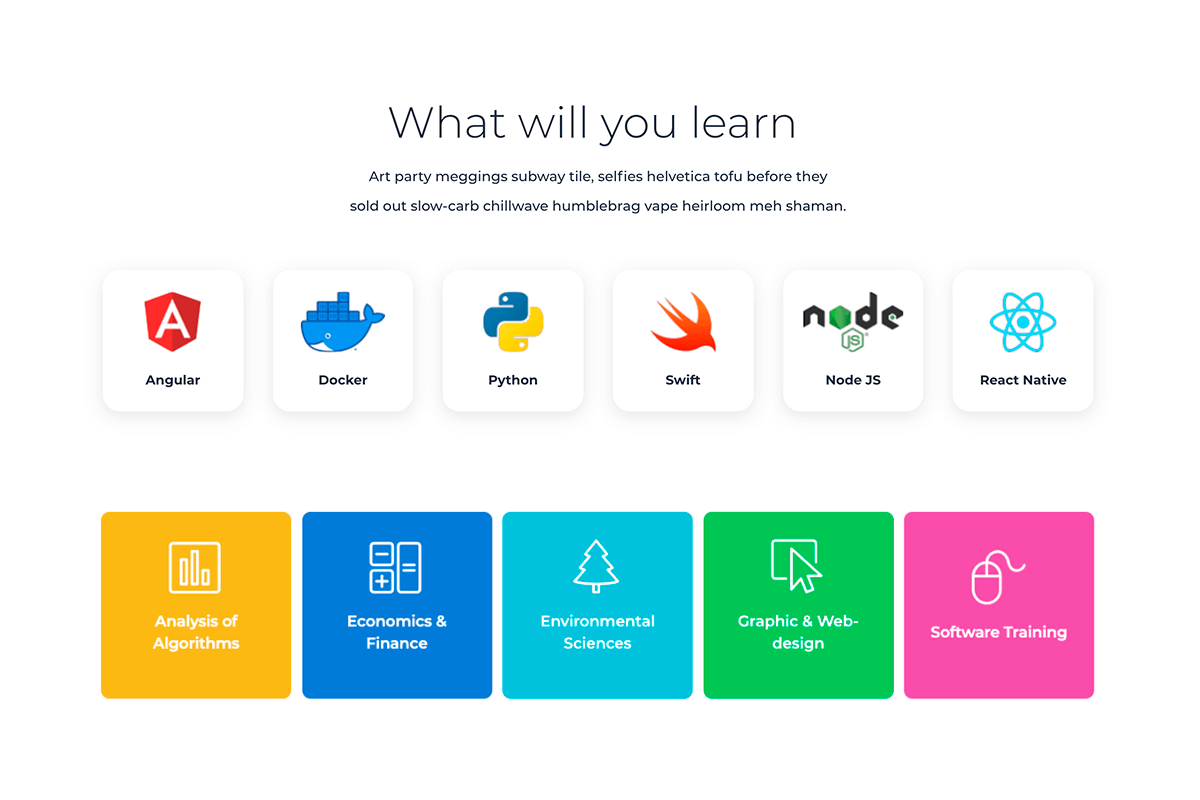 What will you learn
Art party meggings subway tile, selfies helvetica tofu before they
sold out slow-carb chillwave humblebrag vape heirloom meh shaman.
A
node
JS
Angular
Docker
Python
Swift
Node JS
React Native
Analysis of
Algorithms
Economics &
Finance
Environmental
Sciences
Graphic & Web-
design
Software Training